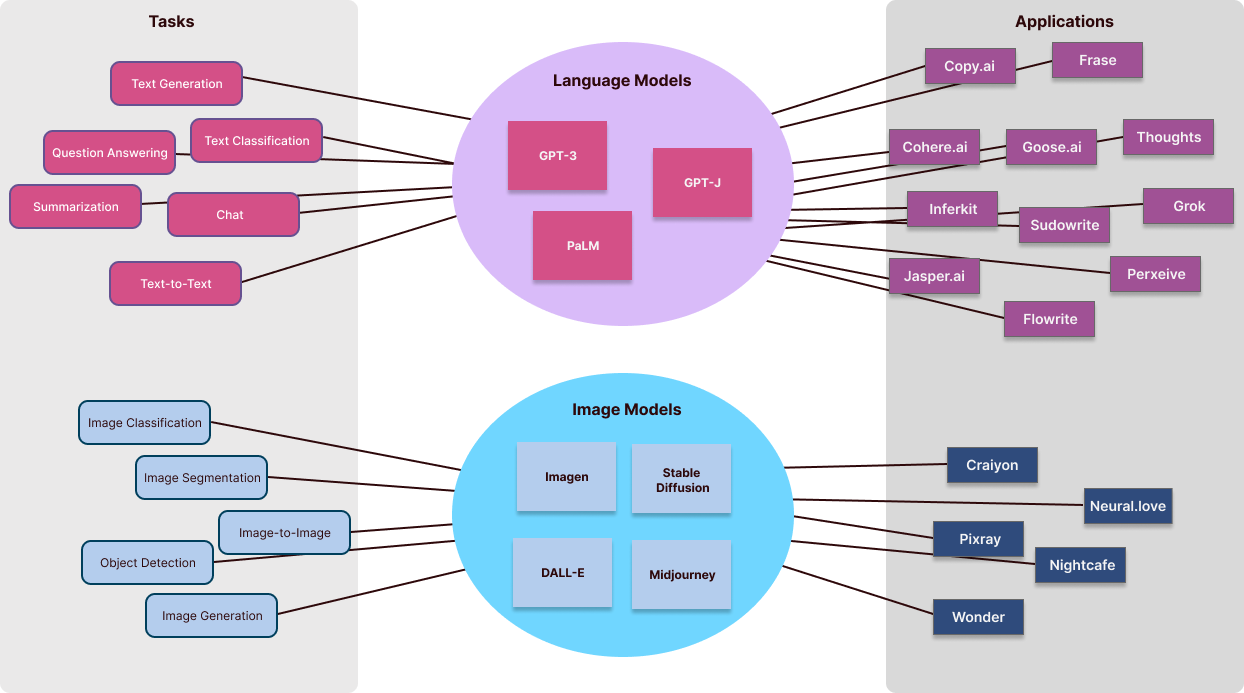 Tasks
Text Generation
Question Answering
Text Classification
Summarization
Chat
Text-to-Text
Image Classification
Image Segmentation
Image-to-Image
Object Detection
Image Generation
Language Models
GPT-3
GPT-J
PaLM
Image Models
Imagen
Stable
Diffusion
DALL-E
Midjourney
Applications
Copy.ai
Frase
Cohere.ai
Goose.ai
Thoughts
Inferkit
Sudowrite
Grok
Jasper.ai
Perxeive
Flowrite
Craiyon
Neural.love
Pixray
Nightcafe
Wonder